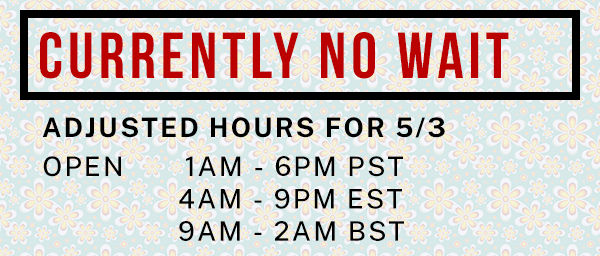 CURRENTLY NO WAIT
ADJUSTED HOURS FOR 5/3
OPEN 1AM - 6PM PST
4AM - 9PM EST
9AM - 2AM BST